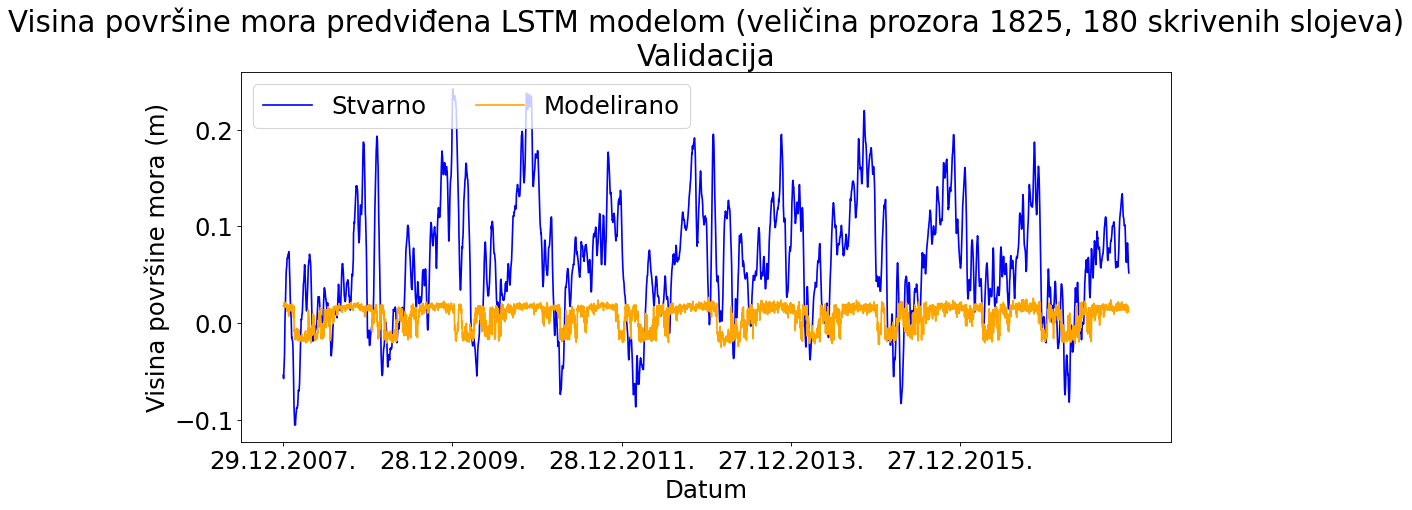 Visina površine mora predviđena LSTM modelom (veličina prozora 1825, 180 skrivenih slojeva)
Validacija
Stvarno
Modelirano
Visina površine mora (m)
0.2
0.1
0.0
−0.1
29.12.2007.
28.12.2009.
28.12.2011.
27.12.2013.
27.12.2015.
Datum